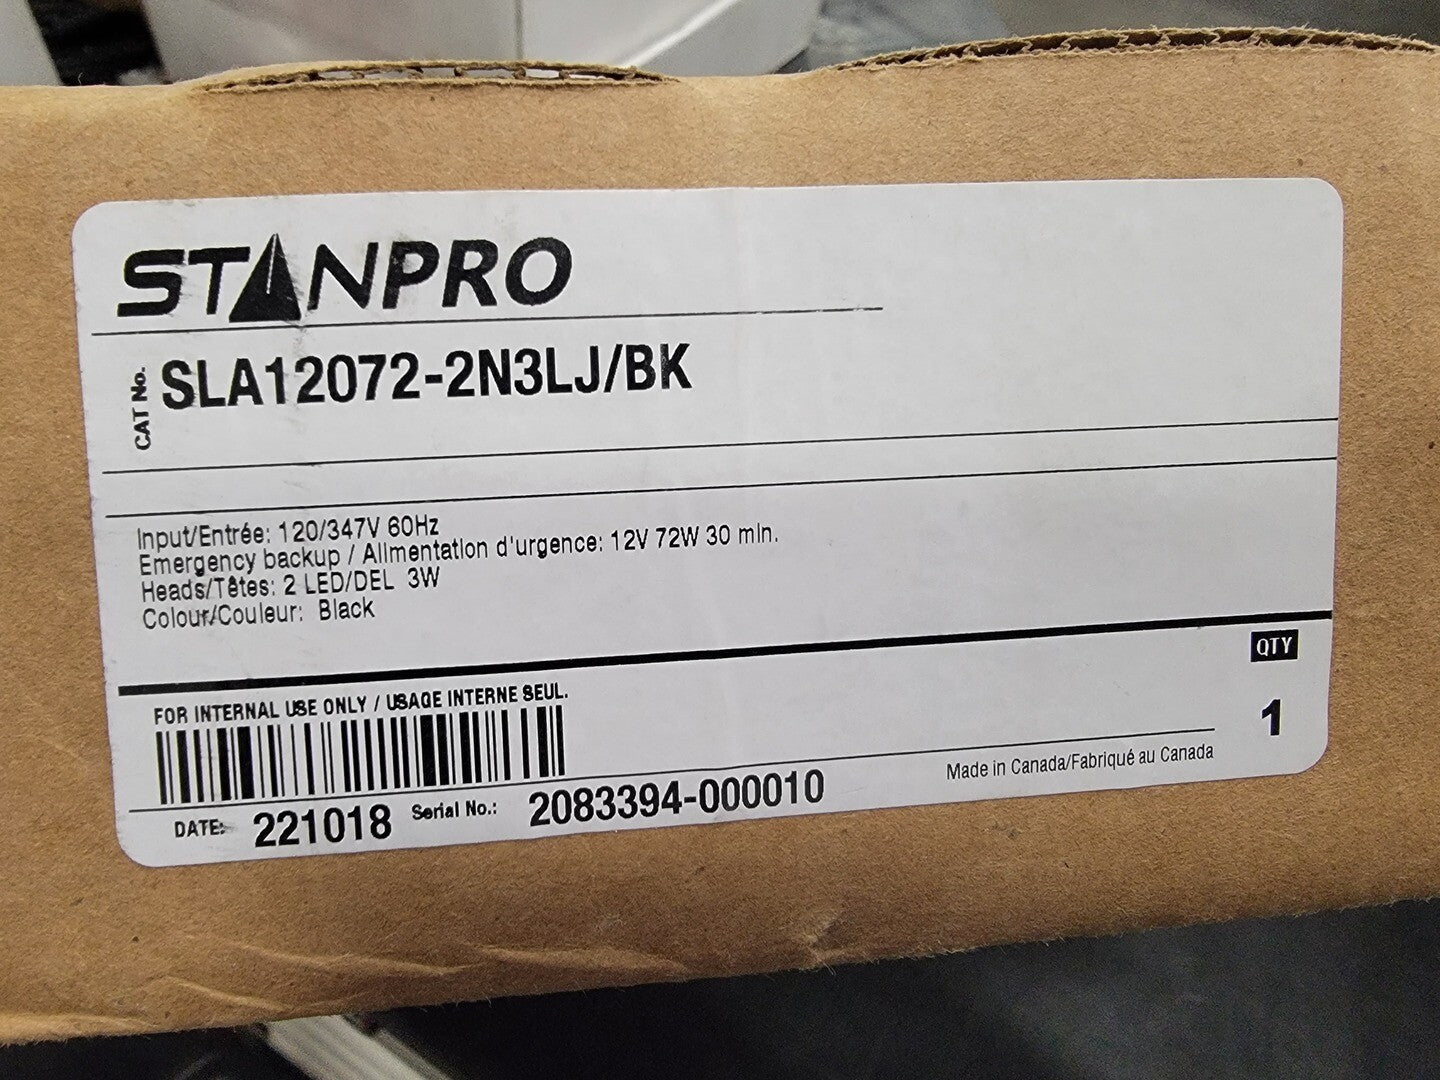 STANPRO
CAT No. SLA12072-2N3LJ/BK
Input/Entrée: 120/347V 60Hz
Emergency backup / Alimentation d'urgence: 12V 72W 30 min.
Heads/Têtes: 2 LED/DEL 3W
Colour/Couleur: Black
QTY
1
FOR INTERNAL USE ONLY / USAGE INTERNE SEUL.
Made in Canada/Fabriqué au Canada
DATE: 221018 Serial No.: 2083394-000010